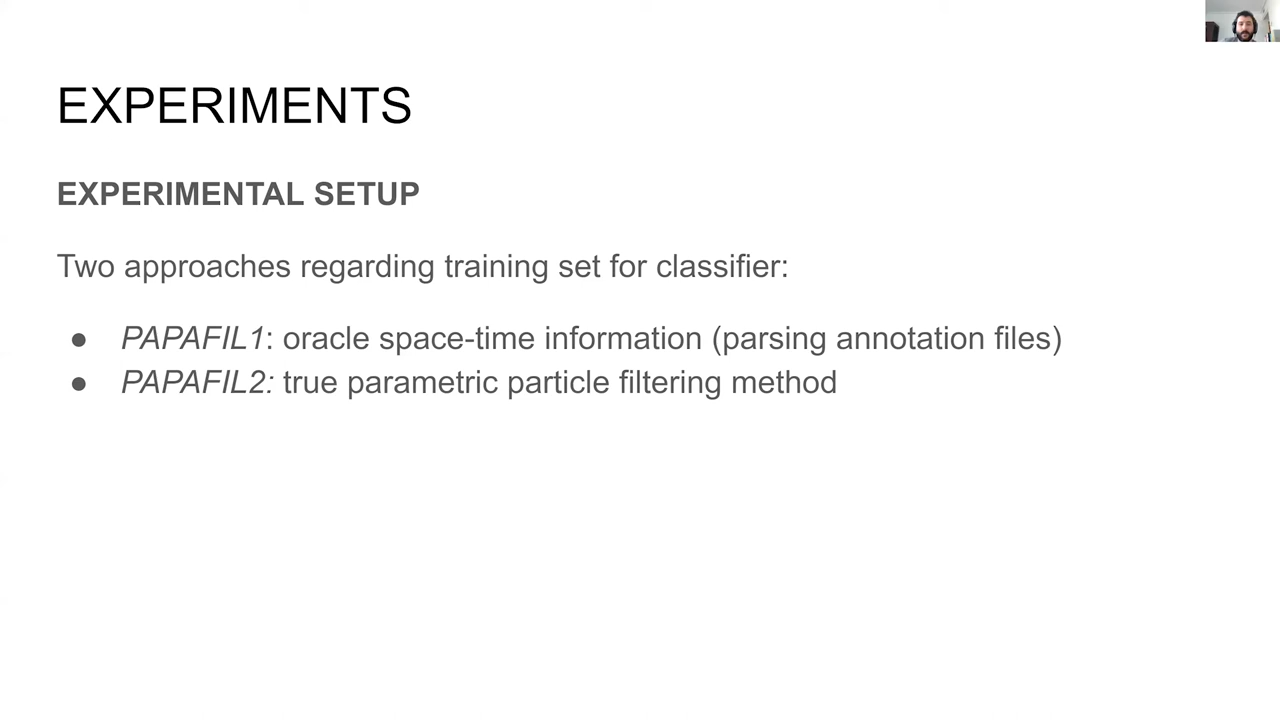 EXPERIMENTS
EXPERIMENTAL SETUP
Two approaches regarding training set for classifier:
● PAPAFIL1: oracle space-time information (parsing annotation files)
● PAPAFIL2: true parametric particle filtering method